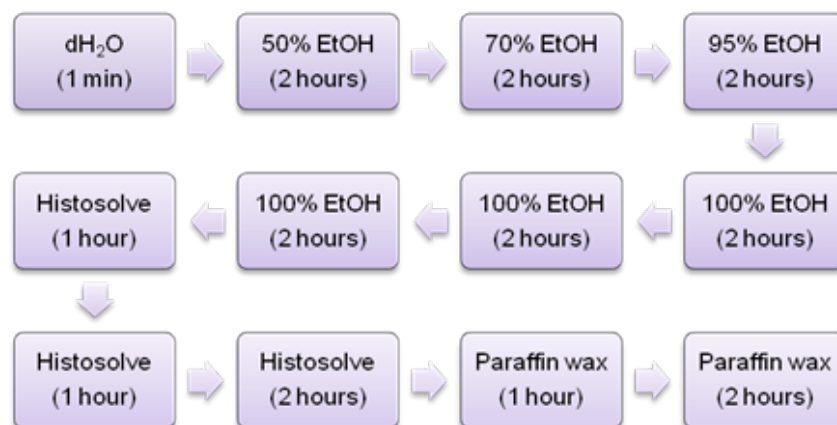 dH₂O
(1 min)
50% EtOH
(2 hours)
70% EtOH
(2 hours)
95% EtOH
(2 hours)
100% EtOH
(2 hours)
100% EtOH
(2 hours)
100% EtOH
(2 hours)
Histosolve
(1 hour)
Histosolve
(1 hour)
Histosolve
(2 hours)
Paraffin wax
(1 hour)
Paraffin wax
(2 hours)